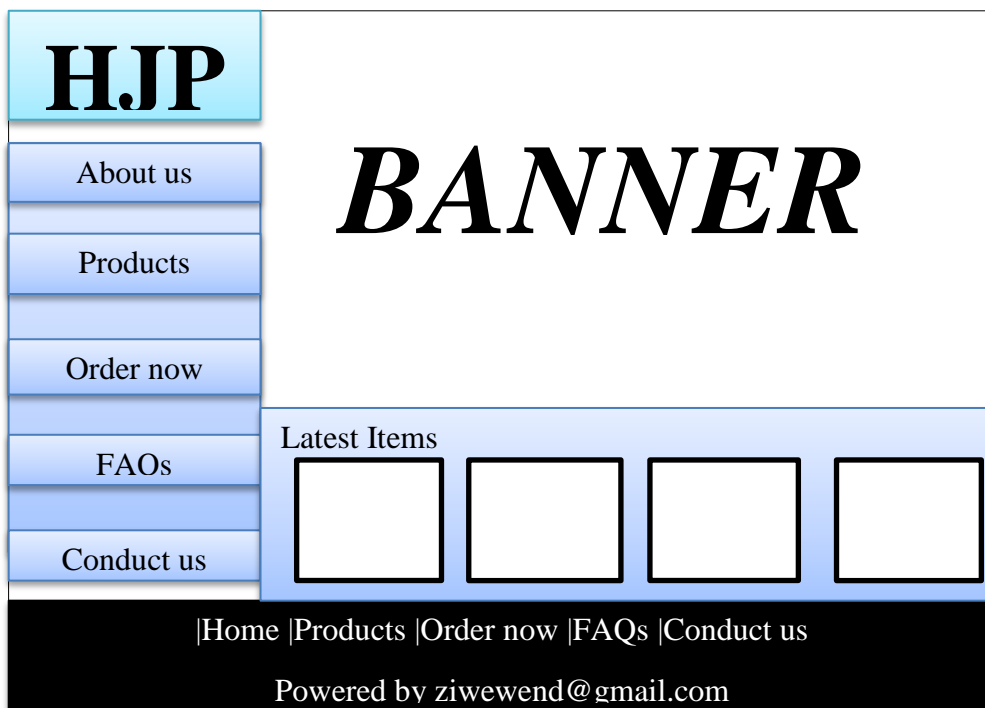 HJP
BANNER
About us
Products
Order now
FAOs
Conduct us
Latest Items
|Home |Products |Order now |FAQs |Conduct us
Powered by ziwewend@gmail.com